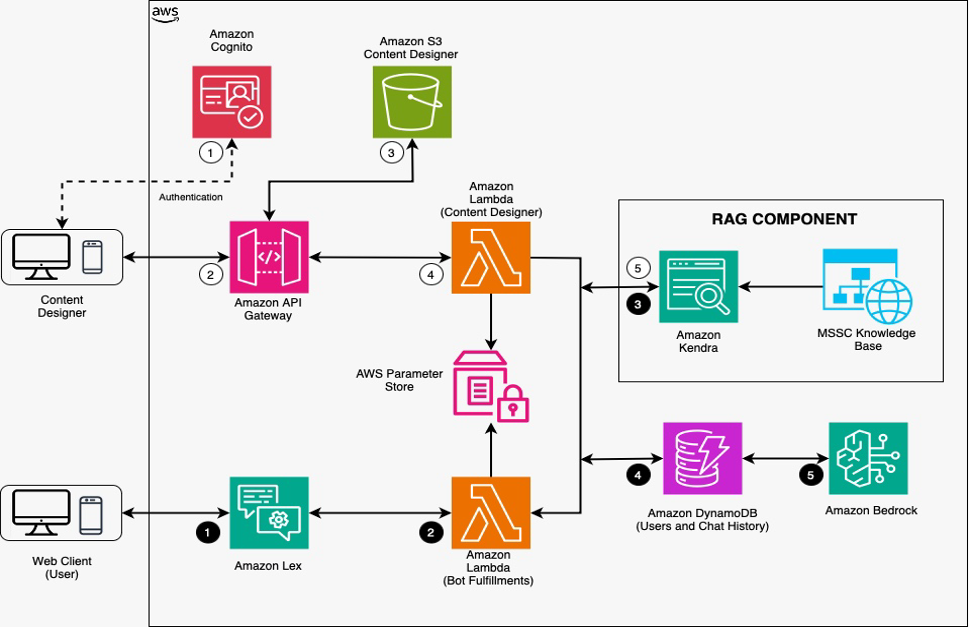 aws
Amazon
Cognito
Amazon S3
Content Designer
1
3
Authentication
Amazon
Lambda
(Content Designer)
RAG COMPONENT
Content
Designer
2
Amazon API
Gateway
4
5
3
Amazon
Kendra
MSSC Knowledge
Base
AWS Parameter
Store
Web Client
(User)
1
Amazon Lex
2
Amazon
Lambda
(Bot Fulfillments)
4
Amazon DynamoDB
(Users and Chat History)
5
Amazon Bedrock